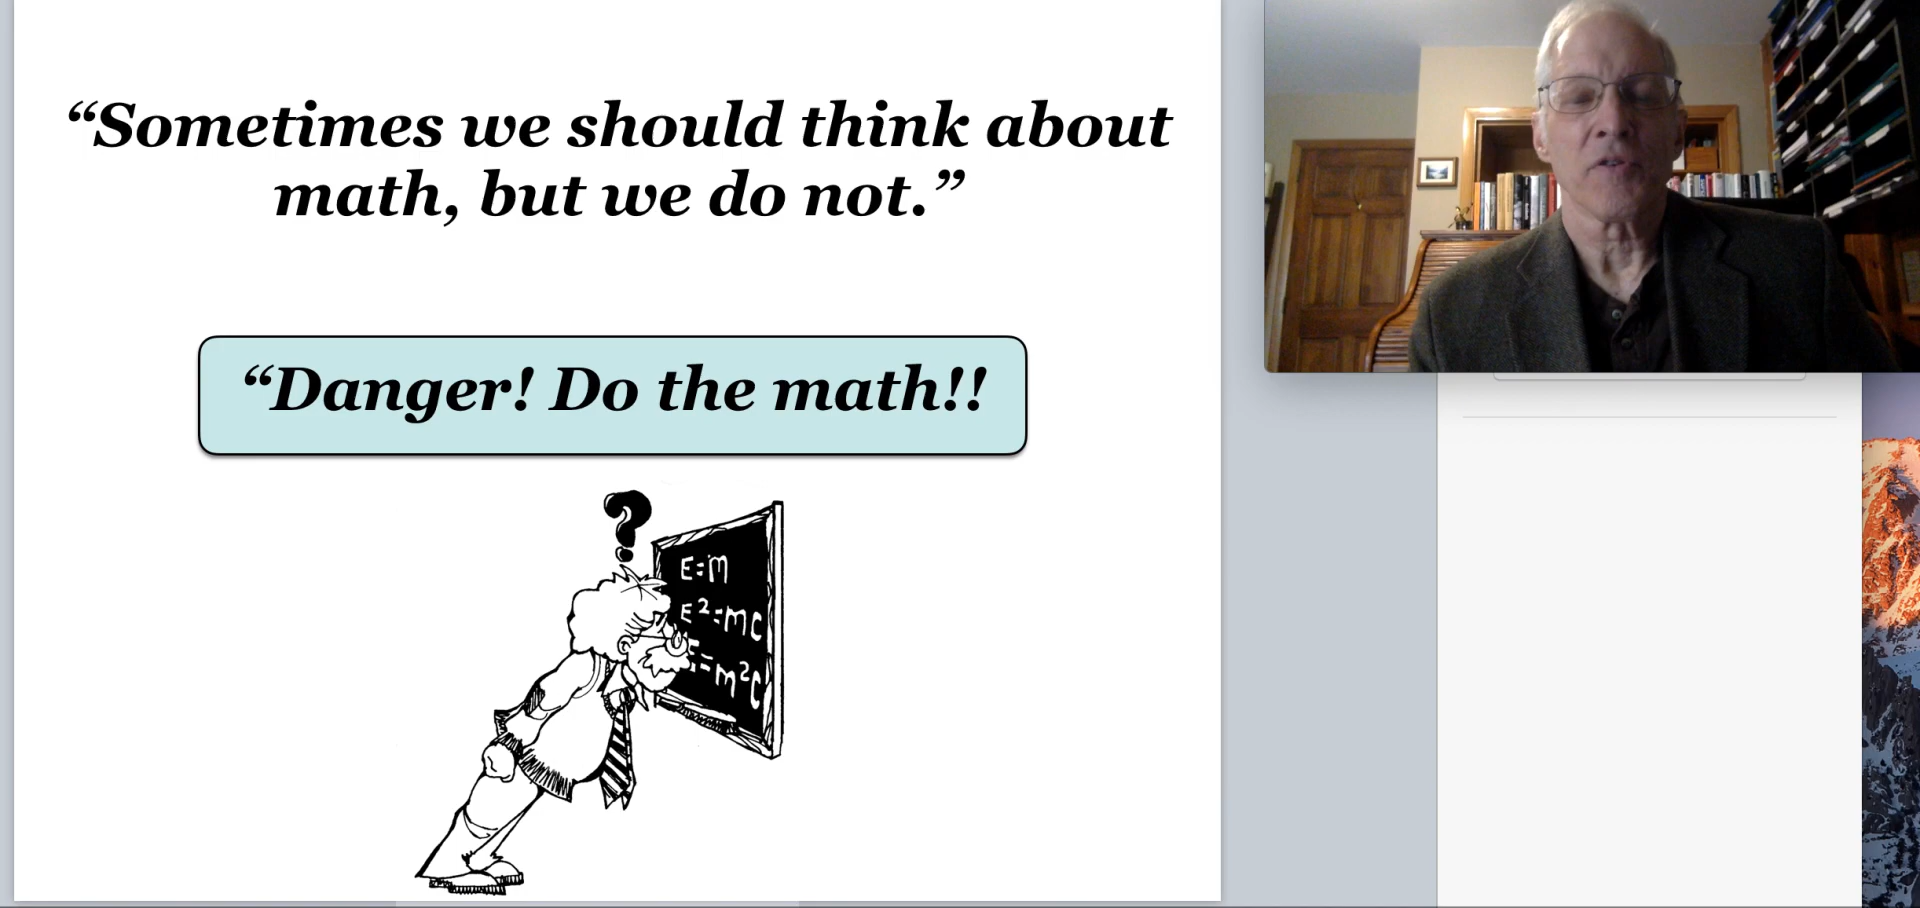 “Sometimes we should think about
math, but we do not.”
“Danger! Do the math!!
?
E=m
E²=mc
E=m²C